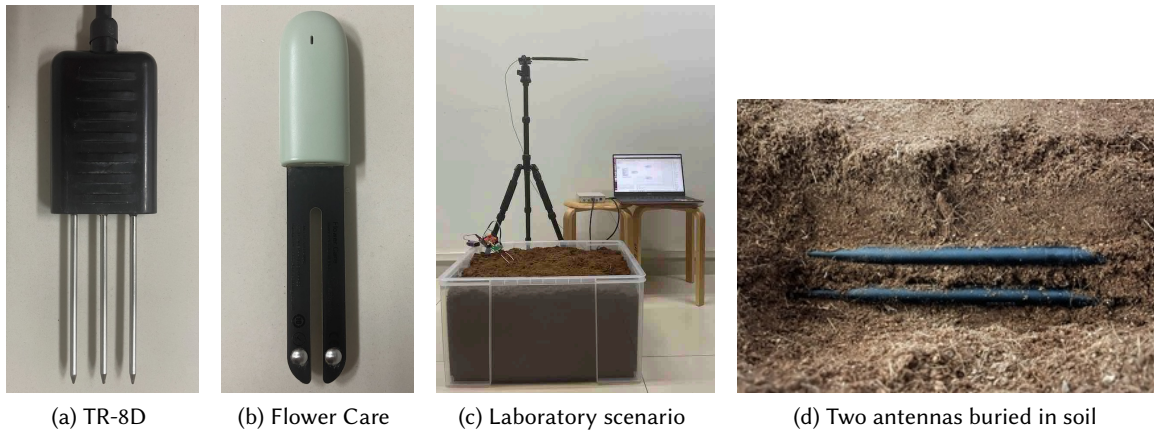 (a) TR-8D
(b) Flower Care
(c) Laboratory scenario
(d) Two antennas buried in soil